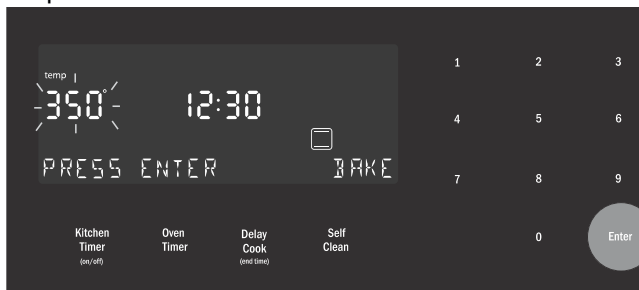 1 2 3
temp
350° 12:30
4 5 6
PRESS ENTER BAKE
7 8 9
Kitchen Timer (on/off)
Oven Timer
Delay Cook (end time)
Self Clean
0 Enter